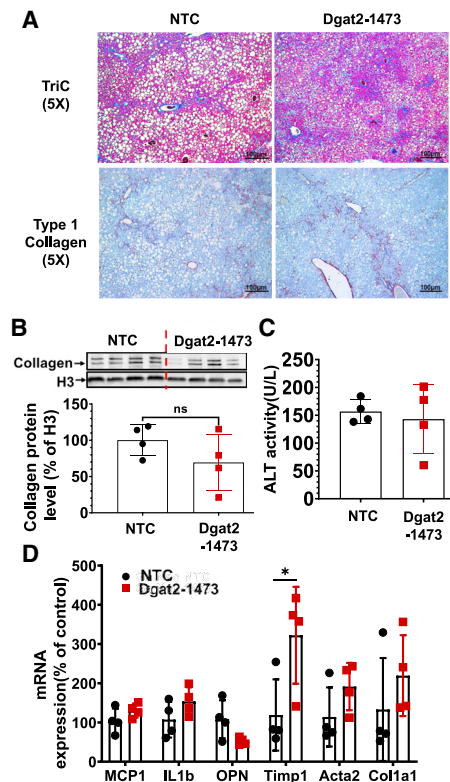 A
NTC
Dgat2-1473
TriC
(5X)
100µm
100µm
Type 1
Collagen
(5X)
100µm
100µm
B
NTC
Dgat2-1473
Collagen
H3
Collagen protein
level (% of H3)
150
100
50
0
ns
NTC
Dgat2
-1473
C
ALT activity(U/L)
250
200
150
100
50
0
NTC
Dgat2
-1473
D
NTC
Dgat2-1473
mRNA
expression(% of control)
500
400
300
200
100
0
*
MCP1
IL1b
OPN
Timp1
Acta2
Col1a1